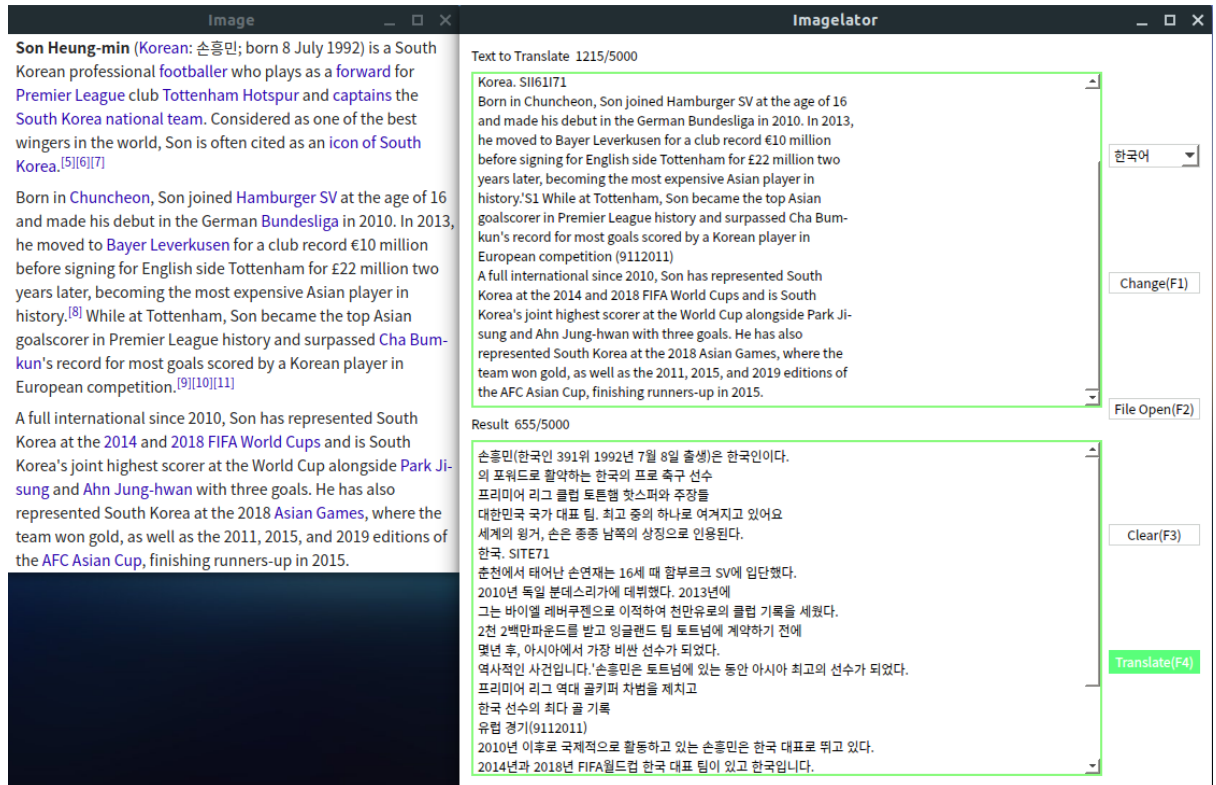 Image
Son Heung-min (Korean: 손흥민; born 8 July 1992) is a South
Korean professional footballer who plays as a forward for
Premier League club Tottenham Hotspur and captains the
South Korea national team. Considered as one of the best
wingers in the world, Son is often cited as an icon of South
Korea.[5][6][7]
Born in Chuncheon, Son joined Hamburger SV at the age of 16
and made his debut in the German Bundesliga in 2010. In 2013,
he moved to Bayer Leverkusen for a club record €10 million
before signing for English side Tottenham for £22 million two
years later, becoming the most expensive Asian player in
history.[8] While at Tottenham, Son became the top Asian
goalscorer in Premier League history and surpassed Cha Bum-
kun's record for most goals scored by a Korean player in
European competition.[9][10][11]
A full international since 2010, Son has represented South
Korea at the 2014 and 2018 FIFA World Cups and is South
Korea's joint highest scorer at the World Cup alongside Park Ji-
sung and Ahn Jung-hwan with three goals. He has also
represented South Korea at the 2018 Asian Games, where the
team won gold, as well as the 2011, 2015, and 2019 editions of
the AFC Asian Cup, finishing runners-up in 2015.
Imagelator
Text to Translate 1215/5000
Korea. SII61I71
Born in Chuncheon, Son joined Hamburger SV at the age of 16
and made his debut in the German Bundesliga in 2010. In 2013,
he moved to Bayer Leverkusen for a club record €10 million
before signing for English side Tottenham for £22 million two
years later, becoming the most expensive Asian player in
history.'S1 While at Tottenham, Son became the top Asian
goalscorer in Premier League history and surpassed Cha Bum-
kun's record for most goals scored by a Korean player in
European competition (9112011)
A full international since 2010, Son has represented South
Korea at the 2014 and 2018 FIFA World Cups and is South
Korea's joint highest scorer at the World Cup alongside Park Ji-
sung and Ahn Jung-hwan with three goals. He has also
represented South Korea at the 2018 Asian Games, where the
team won gold, as well as the 2011, 2015, and 2019 editions of
the AFC Asian Cup, finishing runners-up in 2015.
Result 655/5000
손흥민(한국인 391위 1992년 7월 8일 출생)은 한국인이다.
의 포워드로 활약하는 한국의 프로 축구 선수
프리미어 리그 클럽 토튼햄 핫스퍼와 주장들
대한민국 국가 대표 팀. 최고 중의 하나로 여겨지고 있어요
세계의 윙거, 손은 종종 남쪽의 상징으로 인용된다.
한국. SITE71
춘천에서 태어난 손연재는 16세 때 함부르크 SV에 입단했다.
2010년 독일 분데스리가에 데뷔했다. 2013년에
그는 바이엘 레버쿠젠으로 이적하여 천만유로의 클럽 기록을 세웠다.
2천 2백만파운드를 받고 잉글랜드 팀 토트넘에 계약하기 전에
몇년 후, 아시아에서 가장 비싼 선수가 되었다.
역사적인 사건입니다.'손흥민은 토트넘에 있는 동안 아시아 최고의 선수가 되었다.
프리미어 리그 역대 골키퍼 차범을 제치고
한국 선수의 최다 골 기록
유럽 경기(9112011)
2010년 이후로 국제적으로 활동하고 있는 손흥민은 한국 대표로 뛰고 있다.
2014년과 2018년 FIFA월드컵 한국 대표 팀이 있고 한국입니다.
한국어
Change(F1)
File Open(F2)
Clear(F3)
Translate(F4)